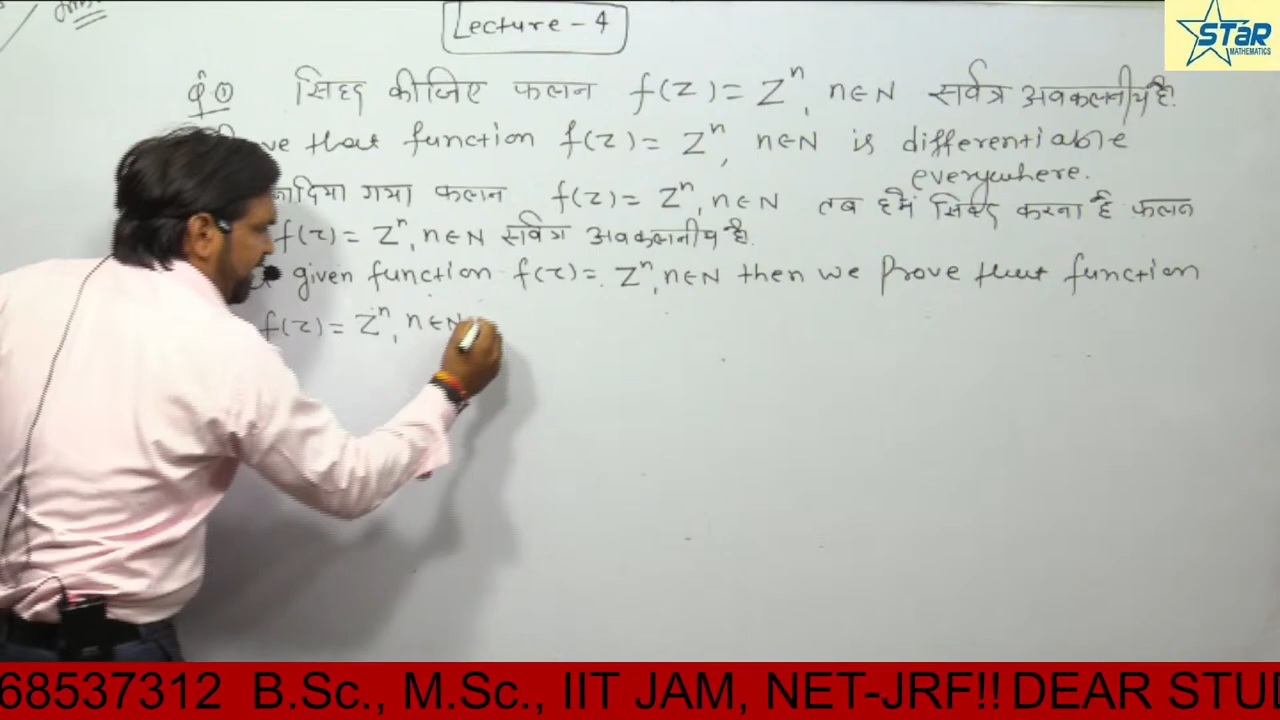 Lecture - 4
STAR
MATHEMATICS
Q.① सिद्ध कीजिए फलन f(z) = zⁿ, n∈N सर्वत्र अवकलनीय है।
ve that function f(z) = zⁿ, n∈N is differentiable
everywhere.
दिया गया फलन f(z) = zⁿ, n∈N तब हमें सिद्ध करना है फलन
f(z) = zⁿ, n∈N सर्वत्र अवकलनीय है।
given function f(z) = zⁿ, n∈N then we prove that function
f(z) = zⁿ, n∈N
68537312 B.Sc., M.Sc., IIT JAM, NET-JRF!! DEAR STU